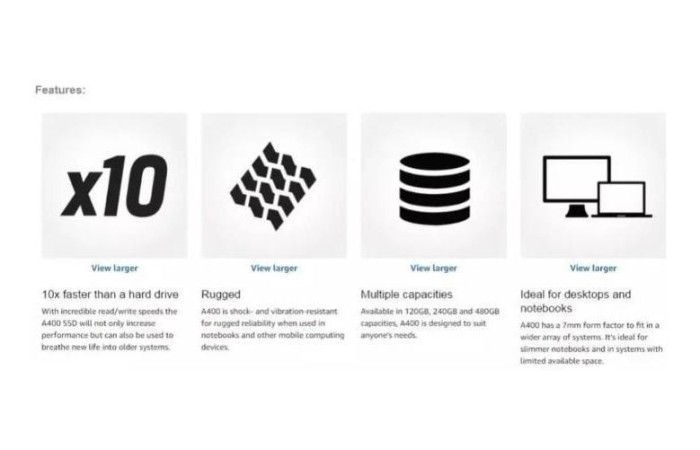 Features:
x10
View larger
10x faster than a hard drive
With incredible read/write speeds the
A400 SSD will not only increase
performance but can also be used to
breathe new life into older systems.
View larger
Rugged
A400 is shock- and vibration-resistant
for rugged reliability when used in
notebooks and other mobile computing
devices.
View larger
Multiple capacities
Available in 120GB, 240GB and 480GB
capacities, A400 is designed to suit
anyone's needs.
View larger
Ideal for desktops and
notebooks
A400 has a 7mm form factor to fit in a
wider array of systems. It's ideal for
slimmer notebooks and in systems with
limited available space.